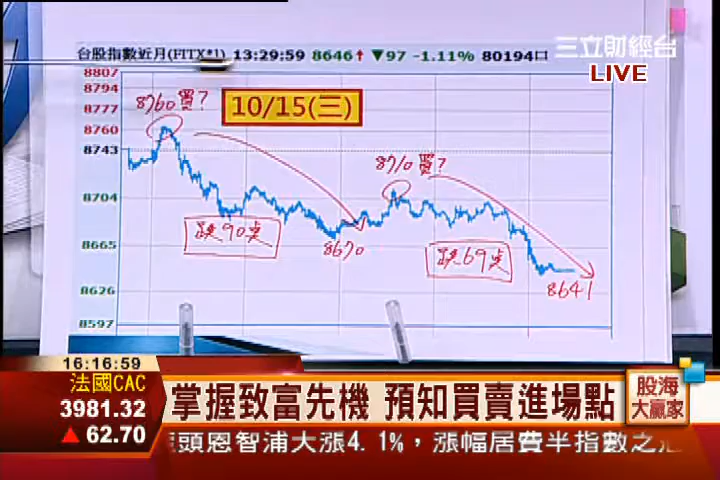 三立財經台
LIVE
台股指數近月(FITX*1) 13:29:59 8646↑ ▼97 -1.11% 80194口
8807
8794
8777
8760
8743
8704
8665
8626
8597
8760買?
10/15(三)
8710買?
跌90點
8670
跌69點
8641
16:16:59
法國CAC
3981.32
▲ 62.70
掌握致富先機 預知買賣進場點
股海
大贏家
頭恩智浦大漲4.1%,漲幅居費半指數之